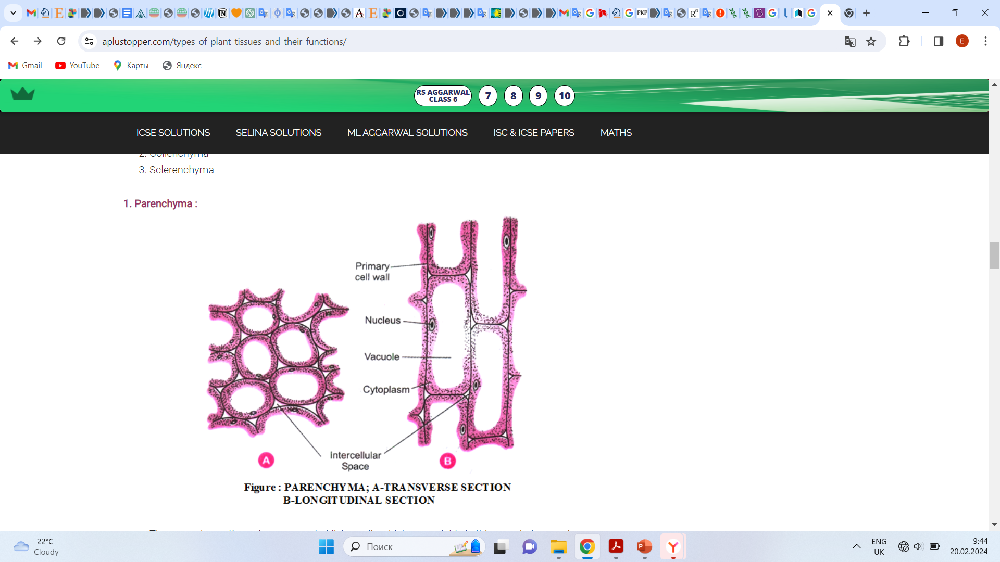 aplustopper.com/types-of-plant-tissues-and-their-functions/
E
Gmail
YouTube
Карты
Яндекс
RS AGGARWAL
CLASS 6
7
8
9
10
ICSE SOLUTIONS
SELINA SOLUTIONS
ML AGGARWAL SOLUTIONS
ISC & ICSE PAPERS
MATHS
2. Collenchyma
3. Sclerenchyma
1. Parenchyma :
Primary
cell wall
Nucleus
Vacuole
Cytoplasm
Intercellular
Space
A
B
Figure : PARENCHYMA; A-TRANSVERSE SECTION
B-LONGITUDINAL SECTION
-22°C
Cloudy
Поиск
ENG
UK
9:44
20.02.2024